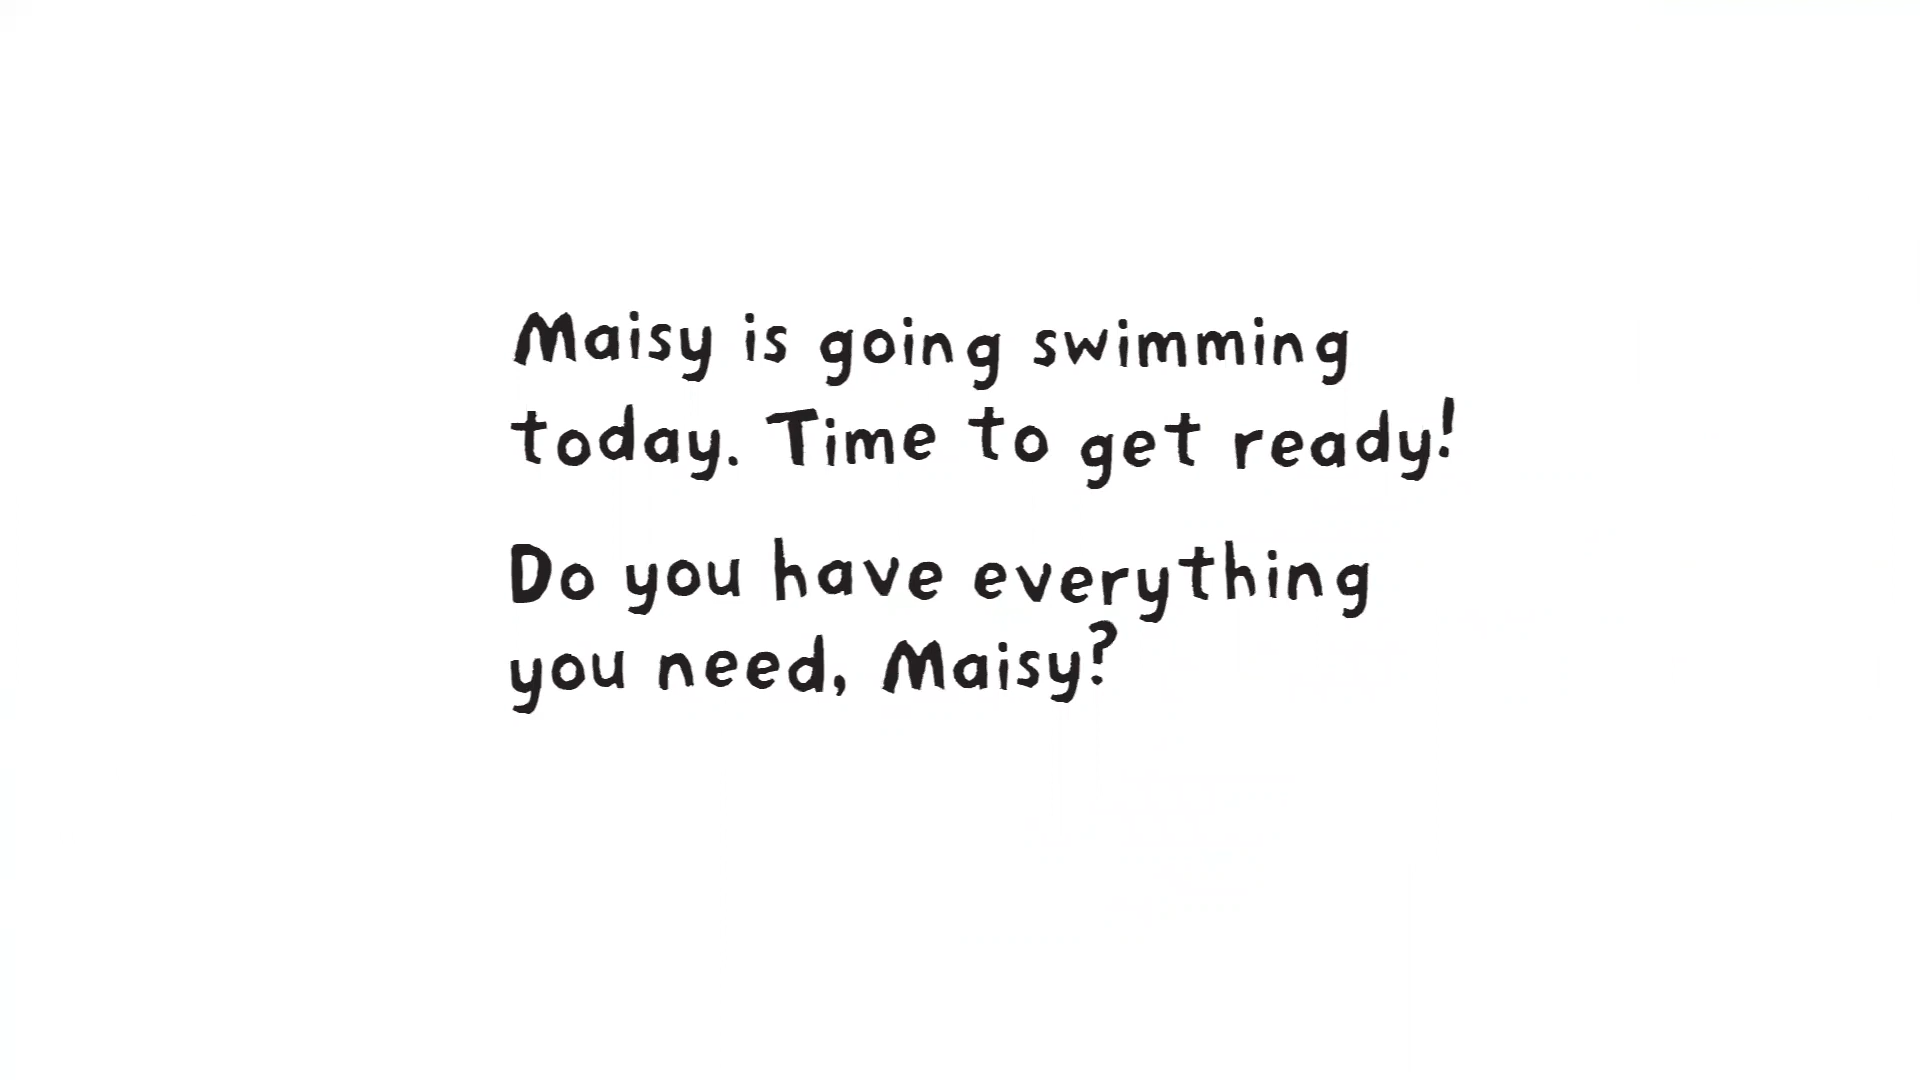 Maisy is going swimming
today. Time to get ready!
Do you have everything
you need, Maisy?